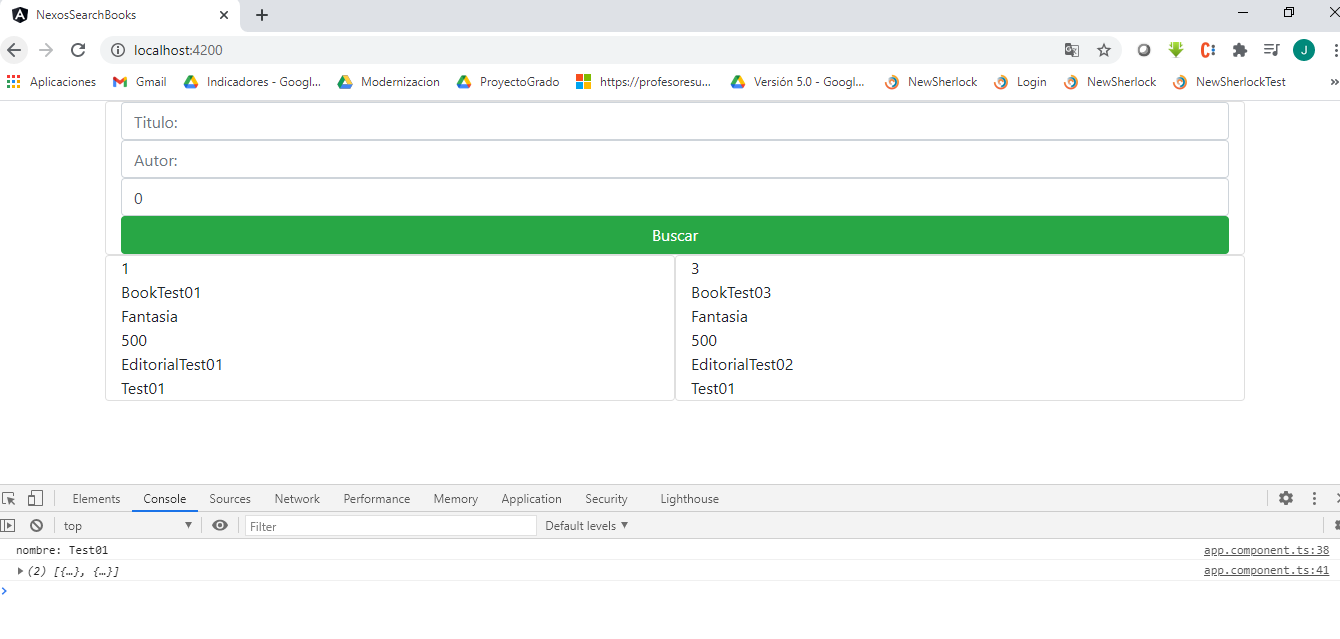 NexosSearchBooks
localhost:4200
J
Aplicaciones Gmail Indicadores - Googl... Modernizacion ProyectoGrado https://profesoresu... Versión 5.0 - Googl... NewSherlock Login NewSherlock NewSherlockTest »
Titulo:
Autor:
0
Buscar
1
BookTest01
Fantasia
500
EditorialTest01
Test01
3
BookTest03
Fantasia
500
EditorialTest02
Test01
Elements Console Sources Network Performance Memory Application Security Lighthouse
top Filter Default levels
nombre: Test01 app.component.ts:38
(2) [{…}, {…}] app.component.ts:41